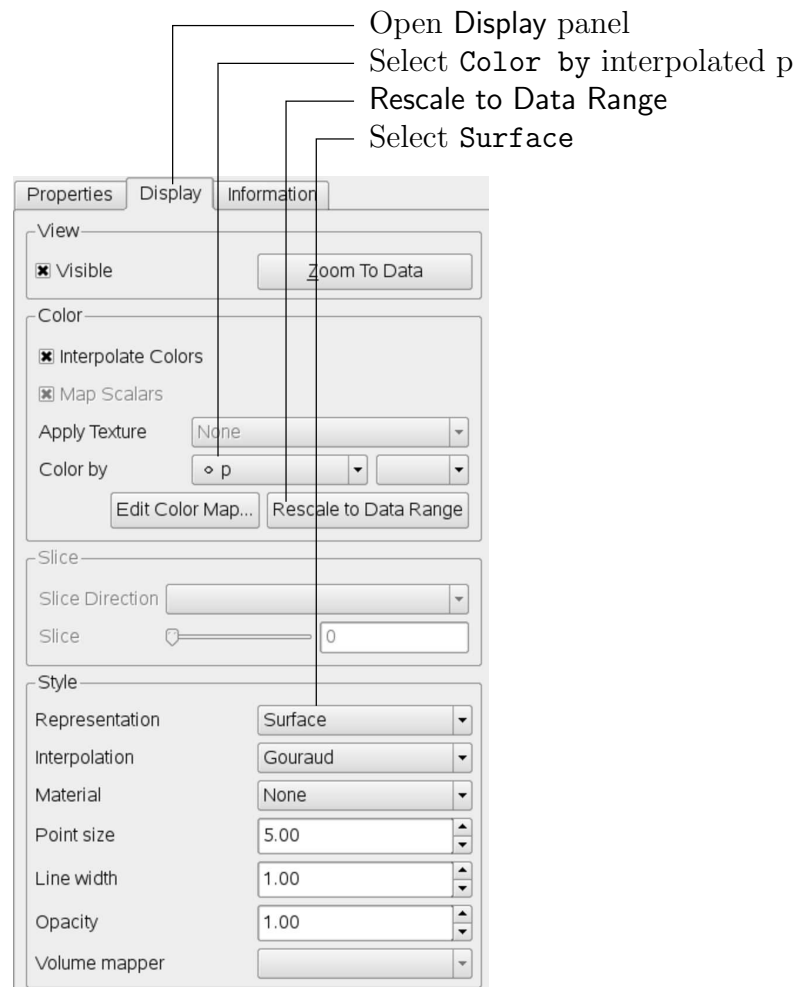 Open Display panel
Select Color by interpolated p
Rescale to Data Range
Select Surface
Properties Display Information
View
Visible Zoom To Data
Color
Interpolate Colors
Map Scalars
Apply Texture None
Color by p
Edit Color Map... Rescale to Data Range
Slice
Slice Direction
Slice 0
Style
Representation Surface
Interpolation Gouraud
Material None
Point size 5.00
Line width 1.00
Opacity 1.00
Volume mapper